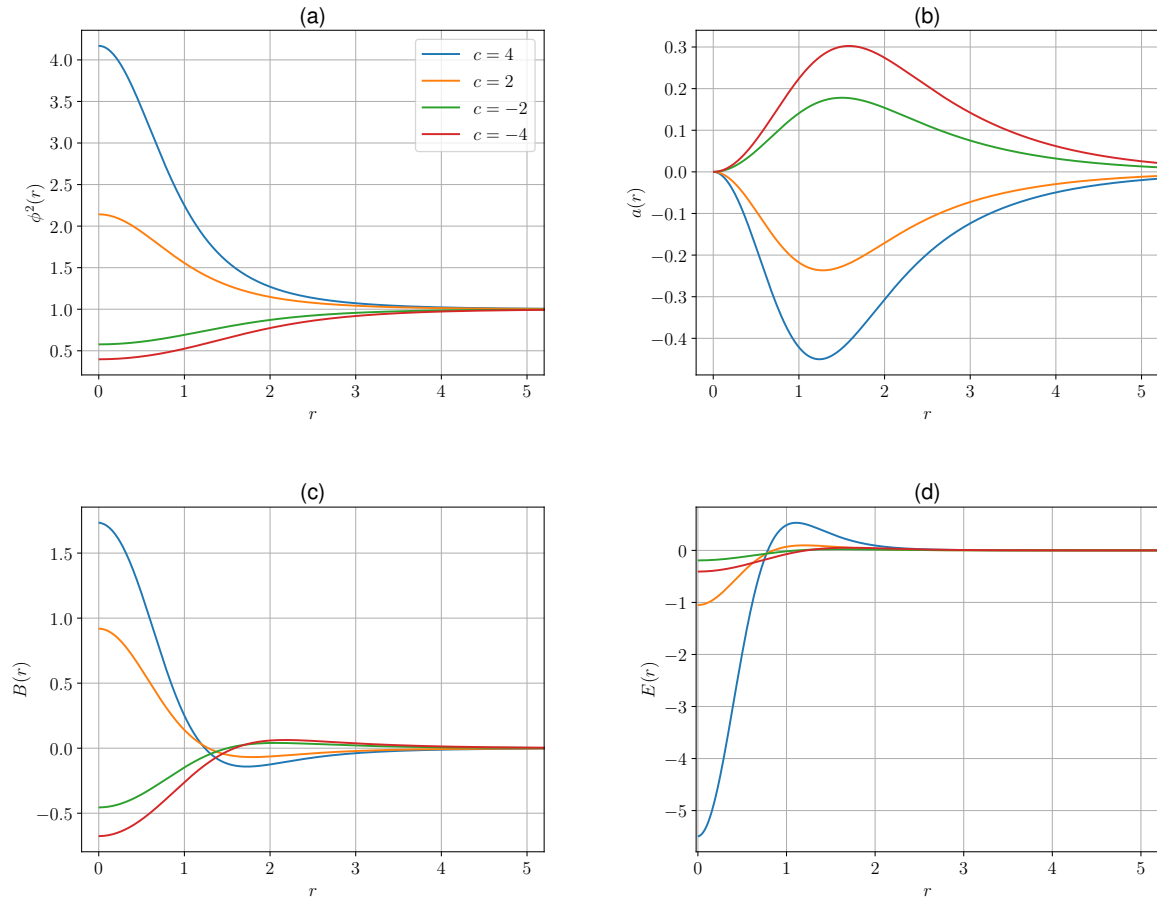 (a)
4.0
3.5
3.0
2.5
2.0
1.5
1.0
0.5
ϕ²(r)
c = 4
c = 2
c = −2
c = −4
0 1 2 3 4 5
r
(b)
0.3
0.2
0.1
0.0
−0.1
−0.2
−0.3
−0.4
a(r)
0 1 2 3 4 5
r
(c)
1.5
1.0
0.5
0.0
−0.5
B(r)
0 1 2 3 4 5
r
(d)
0
−1
−2
−3
−4
−5
E(r)
0 1 2 3 4 5
r